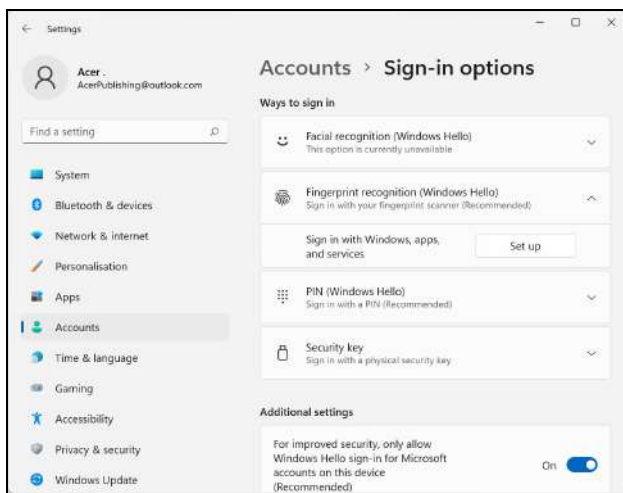 Settings
Acer .
AcerPublishing@outlook.com
Find a setting
System
Bluetooth & devices
Network & internet
Personalisation
Apps
Accounts
Time & language
Gaming
Accessibility
Privacy & security
Windows Update
Accounts > Sign-in options
Ways to sign in
Facial recognition (Windows Hello)
This option is currently unavailable
Fingerprint recognition (Windows Hello)
Sign in with your fingerprint scanner (Recommended)
Sign in with Windows, apps,
and services
Set up
PIN (Windows Hello)
Sign in with a PIN (Recommended)
Security key
Sign in with a physical security key
Additional settings
For improved security, only allow
Windows Hello sign-in for Microsoft
accounts on this device
(Recommended)
On